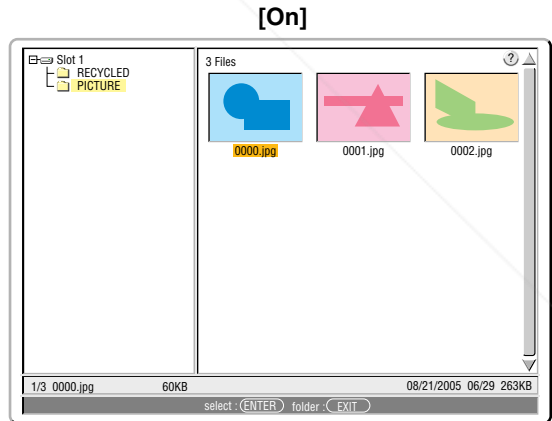 [On]
Slot 1
RECYCLED
PICTURE
3 Files
?
0000.jpg 0001.jpg 0002.jpg
1/3 0000.jpg 60KB 08/21/2005 06/29 263KB
select : ENTER folder : EXIT